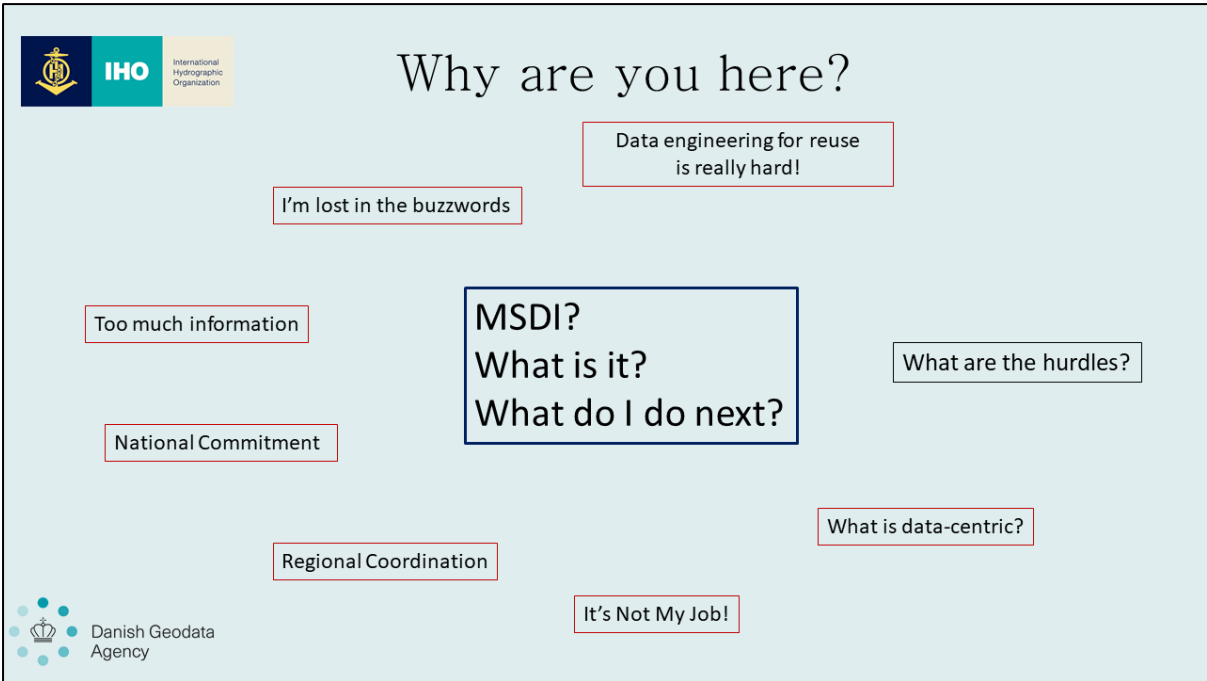 IHO
International
Hydrographic
Organization
Why are you here?
Data engineering for reuse
is really hard!
I’m lost in the buzzwords
Too much information
MSDI?
What is it?
What do I do next?
What are the hurdles?
National Commitment
What is data-centric?
Regional Coordination
It’s Not My Job!
Danish Geodata
Agency